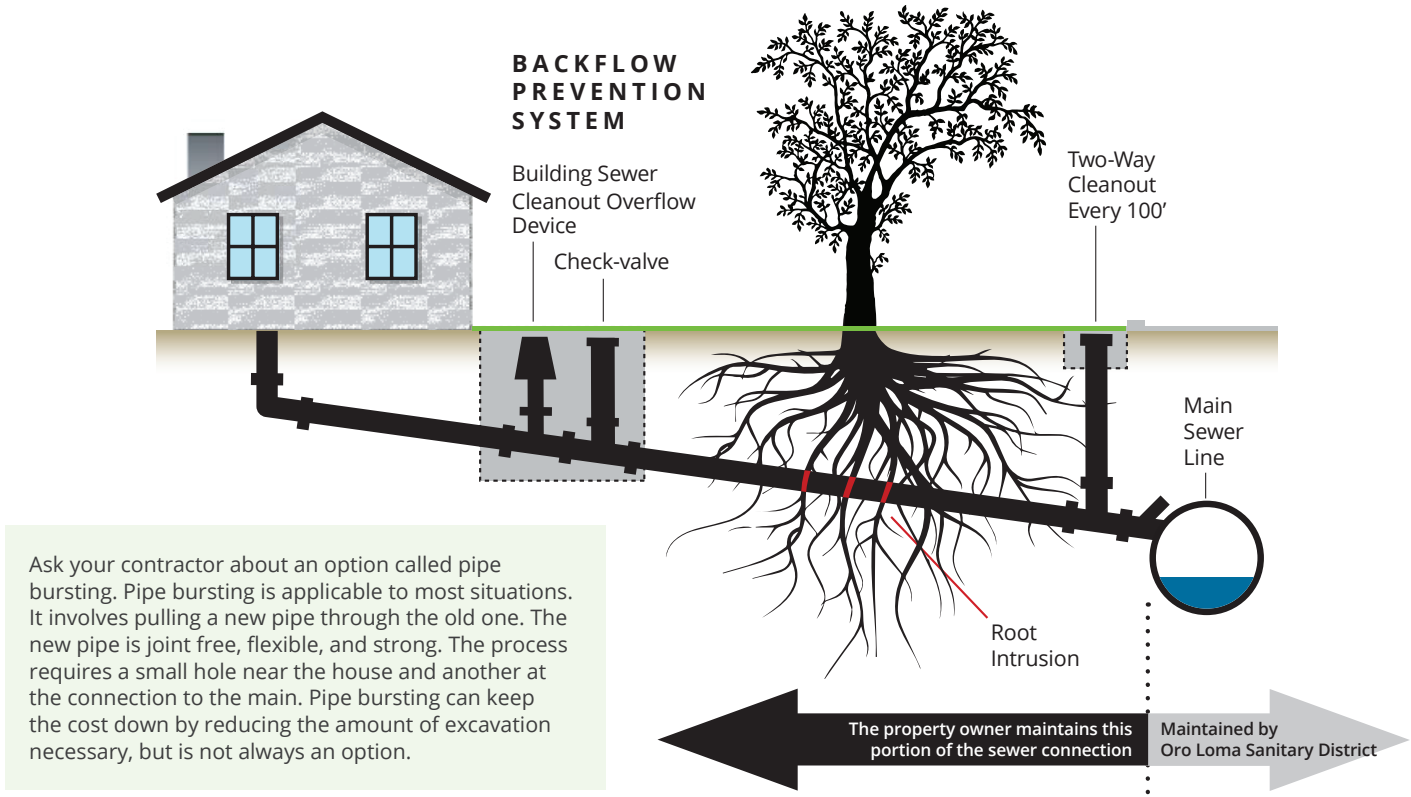 BACKFLOW
PREVENTION
SYSTEM
Building Sewer
Cleanout Overflow
Device
Check-valve
Two-Way
Cleanout
Every 100’
Main
Sewer
Line
Root
Intrusion
Ask your contractor about an option called pipe
bursting. Pipe bursting is applicable to most situations.
It involves pulling a new pipe through the old one. The
new pipe is joint free, flexible, and strong. The process
requires a small hole near the house and another at
the connection to the main. Pipe bursting can keep
the cost down by reducing the amount of excavation
necessary, but is not always an option.
The property owner maintains this
portion of the sewer connection
Maintained by
Oro Loma Sanitary District